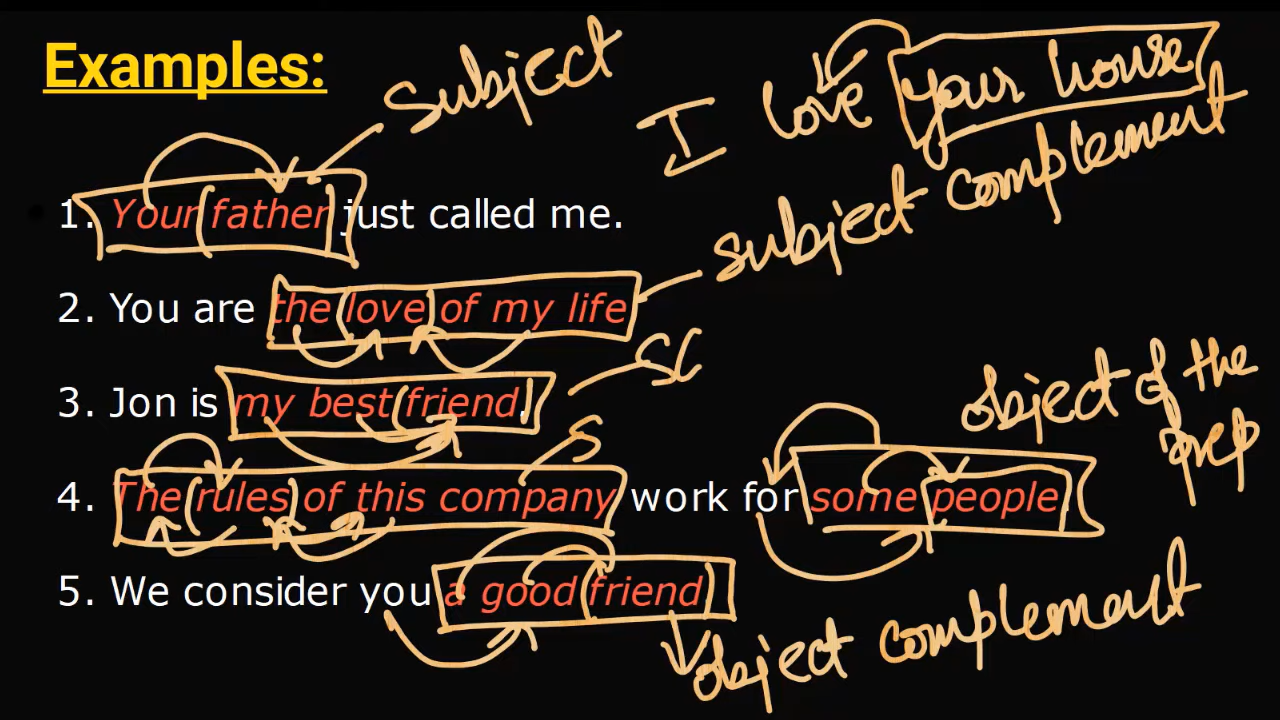 Examples:
Subject
I love your house
1. Your father just called me.
subject complement
2. You are the love of my life
SC
3. Jon is my best friend.
object of the
prep
S
4. The rules of this company work for some people.
5. We consider you a good friend
object complement